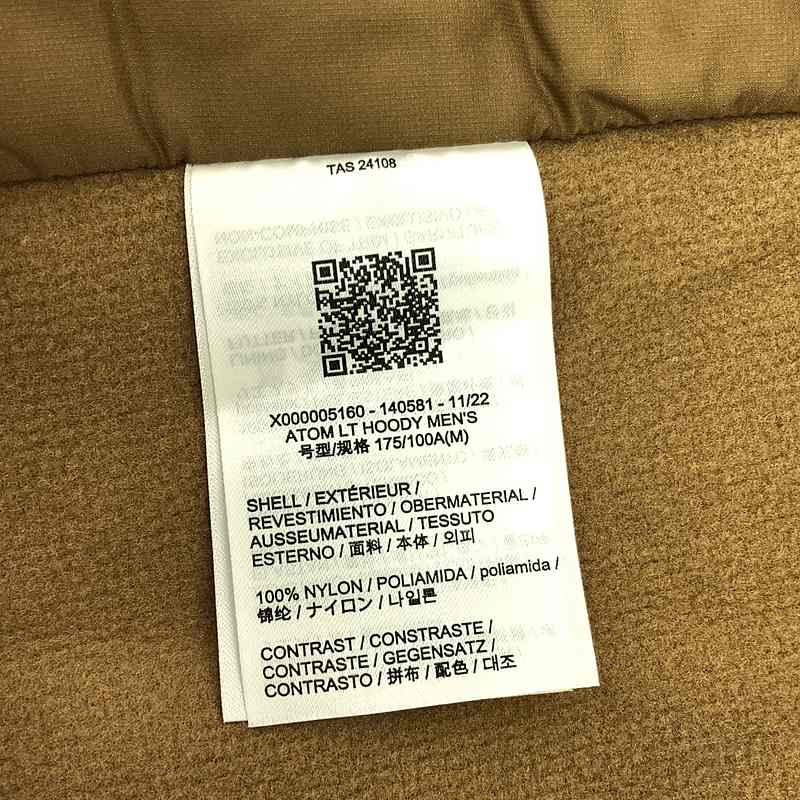 TAS 24108
X000005160 - 140581 - 11/22
ATOM LT HOODY MEN'S
号型/规格 175/100A(M)
SHELL / EXTÉRIEUR /
REVESTIMIENTO / OBERMATERIAL /
AUSSEUMATERIAL / TESSUTO
ESTERNO / 面料 / 本体 / 외피
100% NYLON / POLIAMIDA / poliamida /
锦纶 / ナイロン / 나일론
CONTRAST / CONSTRASTE /
CONTRASTE / GEGENSATZ /
CONTRASTO / 拼布 / 配色 / 대조